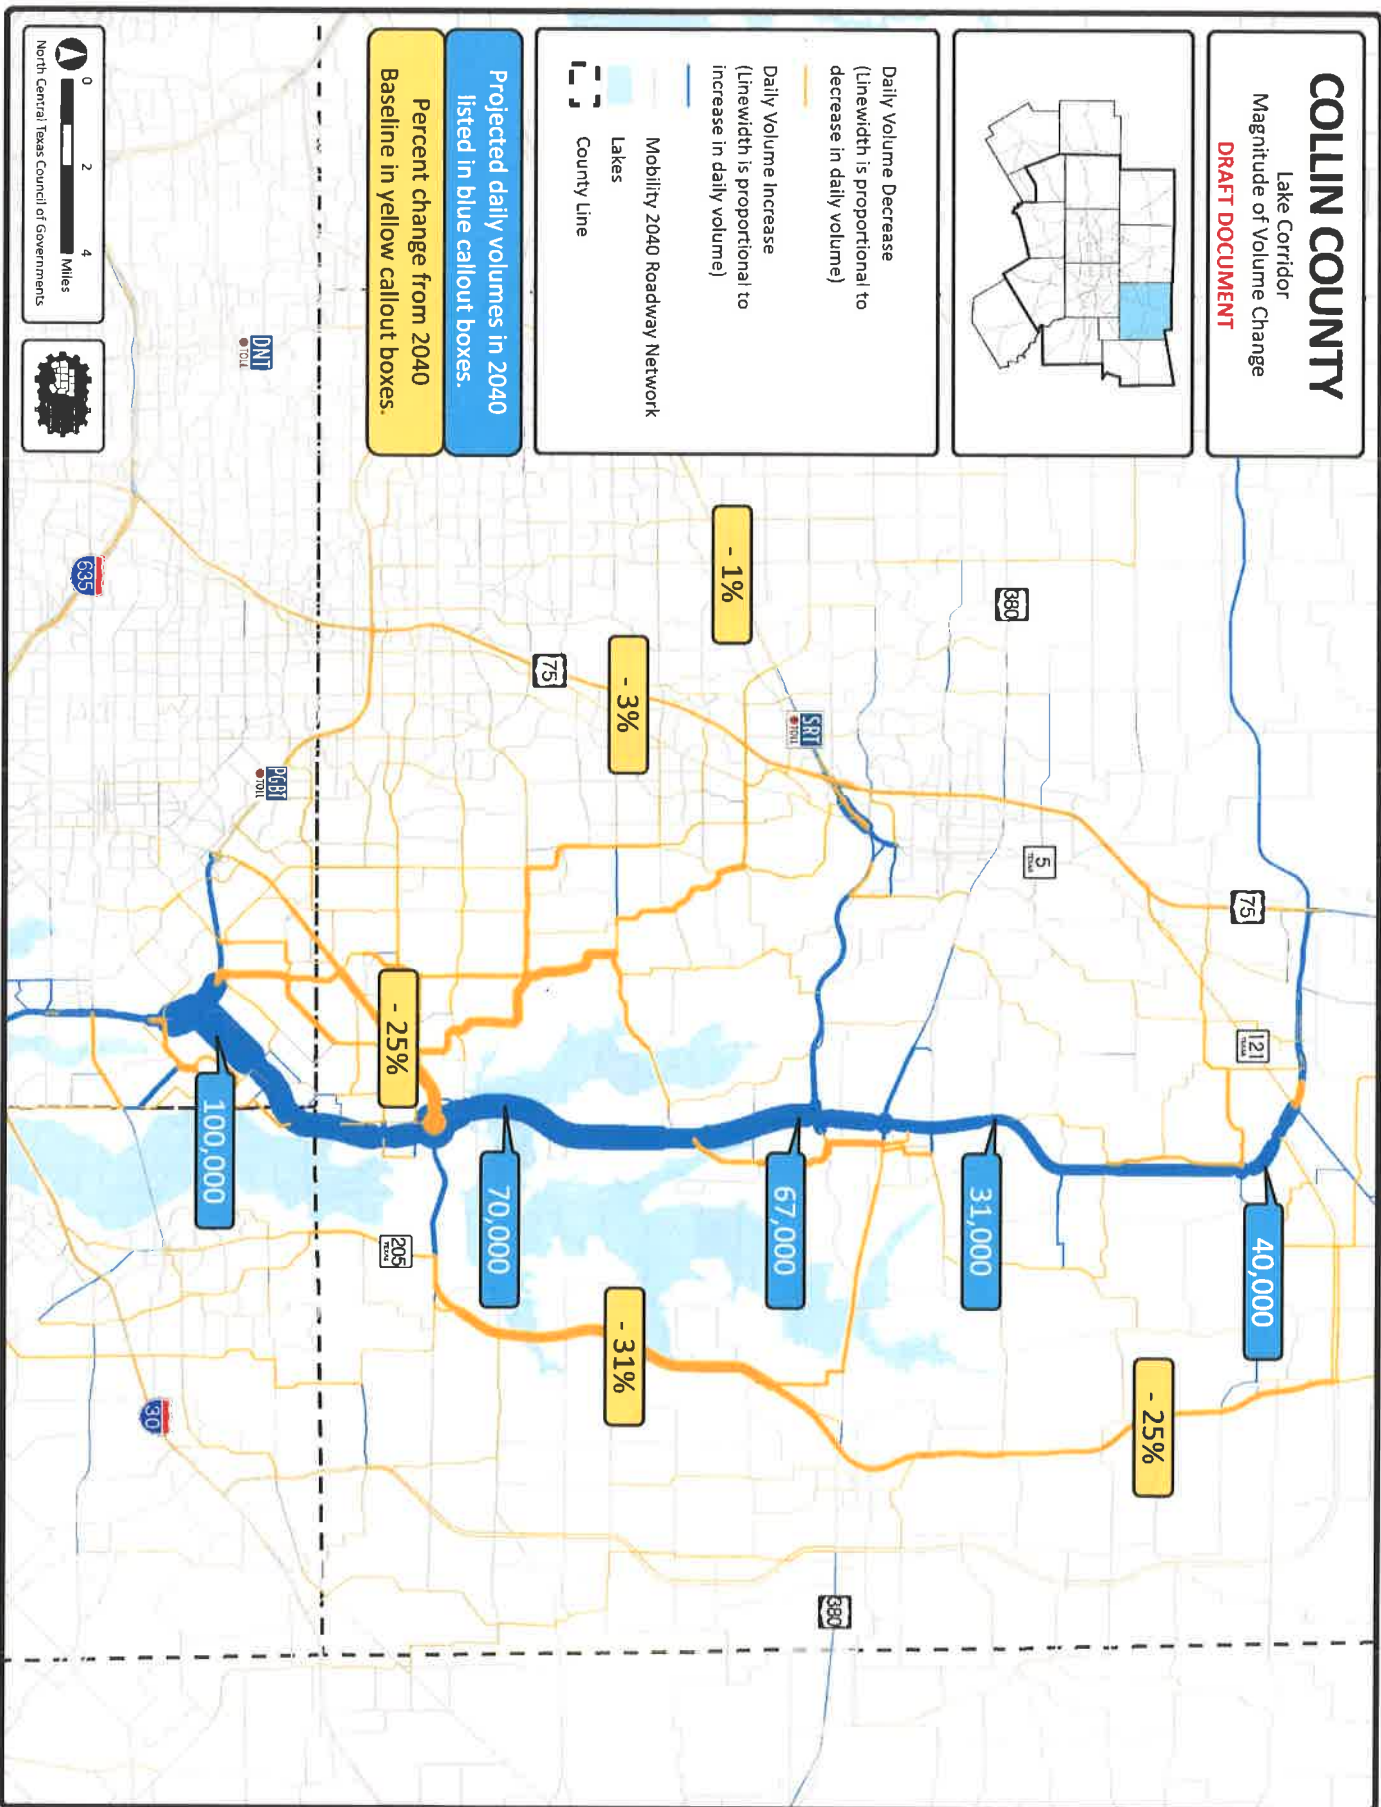 COLLIN COUNTY
Lake Corridor
Magnitude of Volume Change
DRAFT DOCUMENT
Daily Volume Decrease
(Linewidth is proportional to
decrease in daily volume)
Daily Volume Increase
(Linewidth is proportional to
increase in daily volume)
Mobility 2040 Roadway Network
Lakes
County Line
Projected daily volumes in 2040
listed in blue callout boxes.
Percent change from 2040
Baseline in yellow callout boxes.
0 2 4
Miles
North Central Texas Council of Governments
75
121
TEXAS
40,000
- 25%
5
TEXAS
380
31,000
SRT
TOLL
67,000
380
- 1%
- 3%
- 31%
75
70,000
- 25%
205
TEXAS
DNT
TOLL
PGBT
TOLL
100,000
635
30